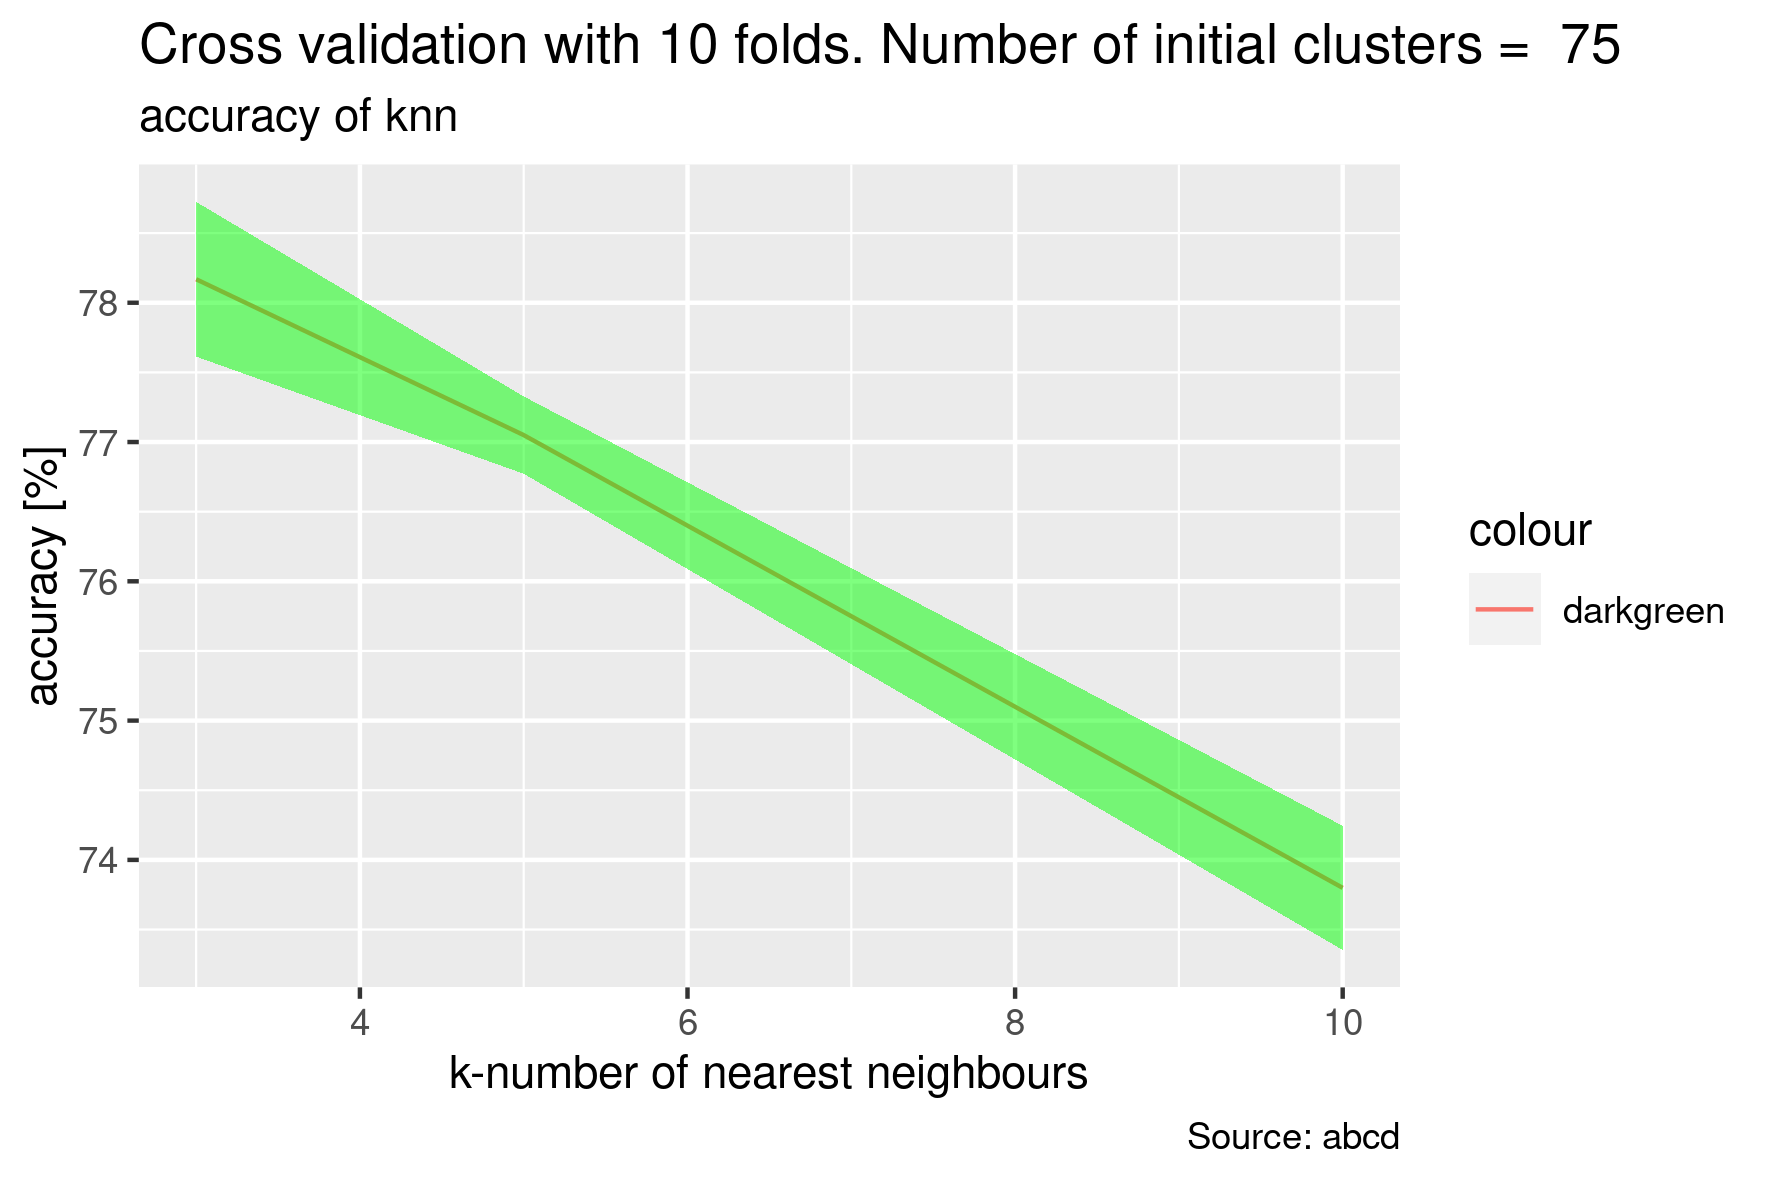 Cross validation with 10 folds. Number of initial clusters =  75
accuracy of knn
accuracy [%]
78
77
76
75
74
4 6 8 10
k-number of nearest neighbours
colour
darkgreen
Source: abcd